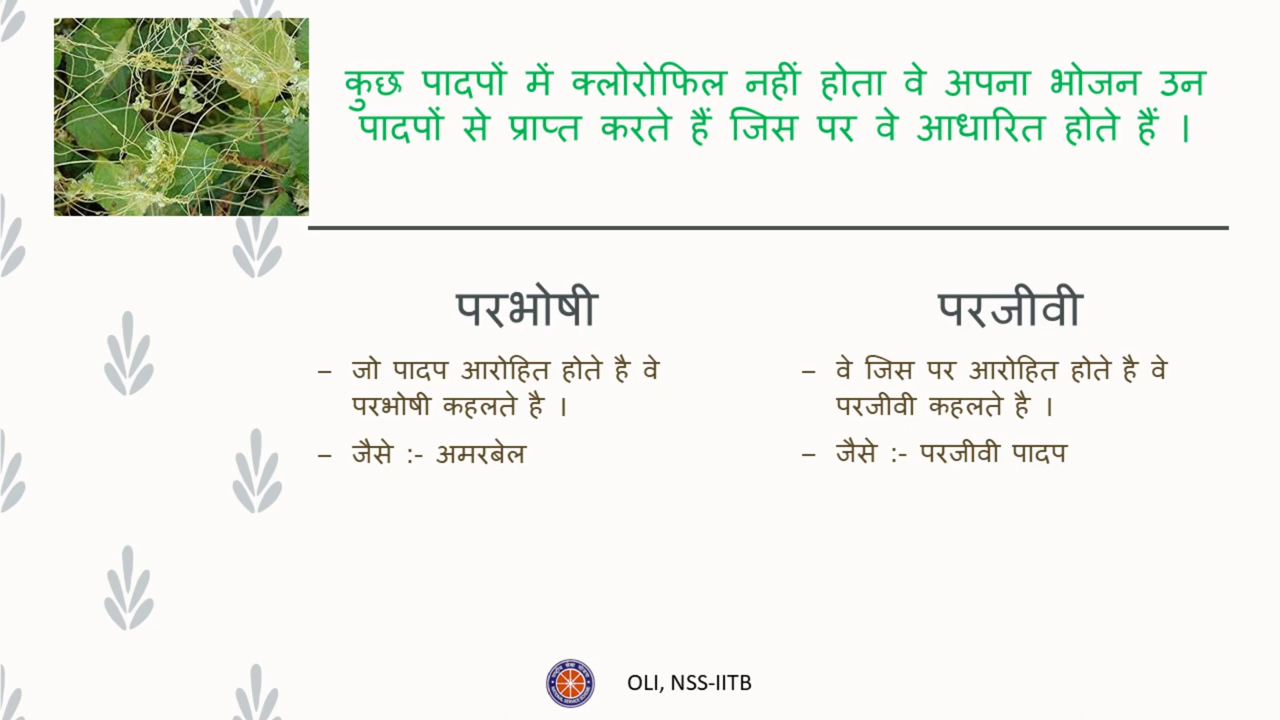 कुछ पादपों में क्लोरोफिल नहीं होता वे अपना भोजन उन
पादपों से प्राप्त करते हैं जिस पर वे आधारित होते हैं ।
परभोषी
– जो पादप आरोहित होते है वे
परभोषी कहलते है ।
– जैसे :- अमरबेल
परजीवी
– वे जिस पर आरोहित होते है वे
परजीवी कहलते है ।
– जैसे :- परजीवी पादप
OLI, NSS-IITB